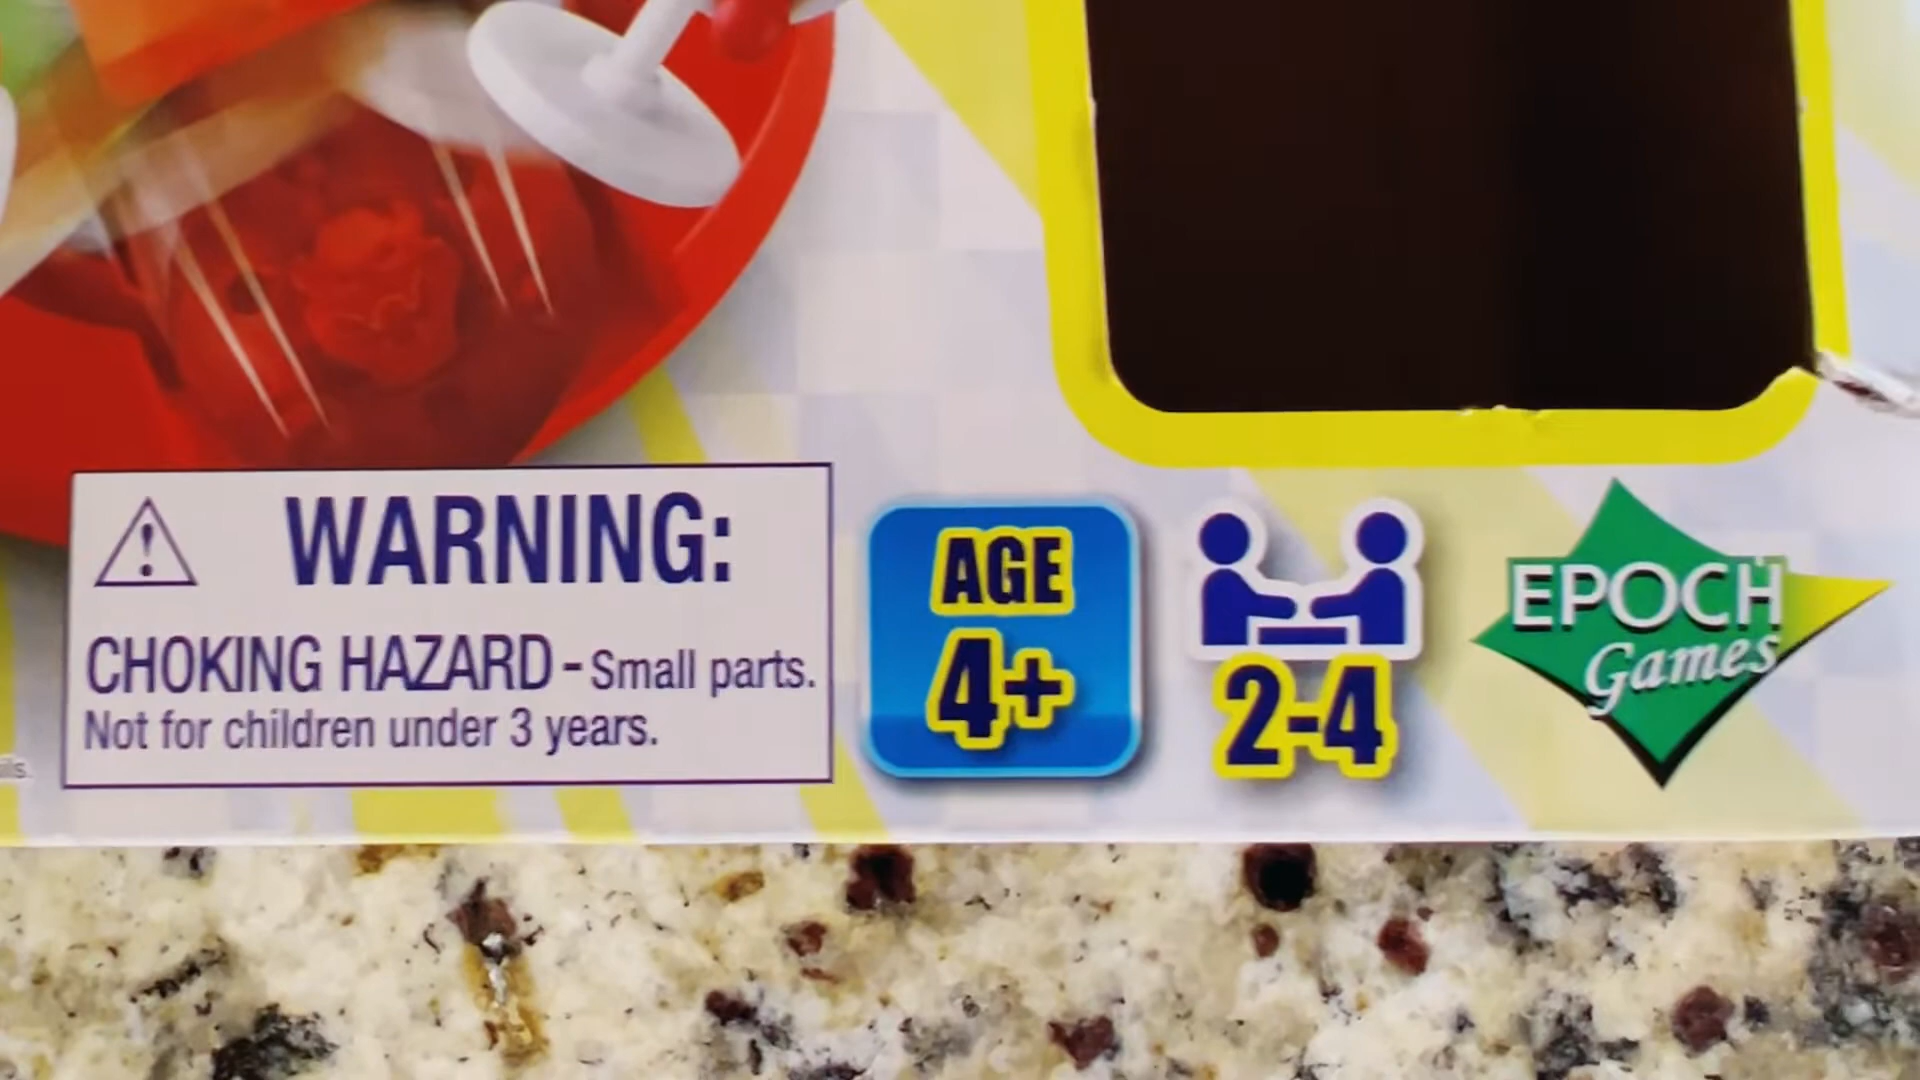 WARNING:
CHOKING HAZARD - Small parts.
Not for children under 3 years.
AGE
4+
2-4
EPOCH
Games